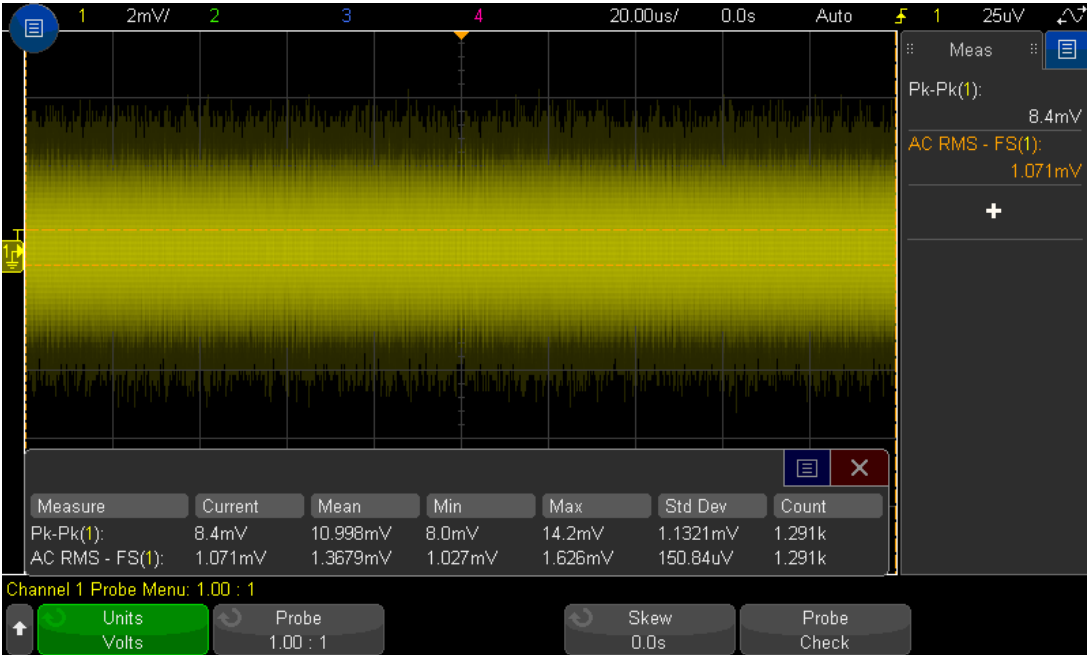 1 2mV/ 2 3 4 20.00us/ 0.0s Auto 1 25uV
Meas
Pk-Pk(1):
8.4mV
AC RMS - FS(1):
1.071mV
+
T
1
Measure Current Mean Min Max Std Dev Count
Pk-Pk(1): 8.4mV 10.998mV 8.0mV 14.2mV 1.1321mV 1.291k
AC RMS - FS(1): 1.071mV 1.3679mV 1.027mV 1.626mV 150.84uV 1.291k
Channel 1 Probe Menu: 1.00 : 1
Units Probe Skew Probe
Volts 1.00 : 1 0.0s Check